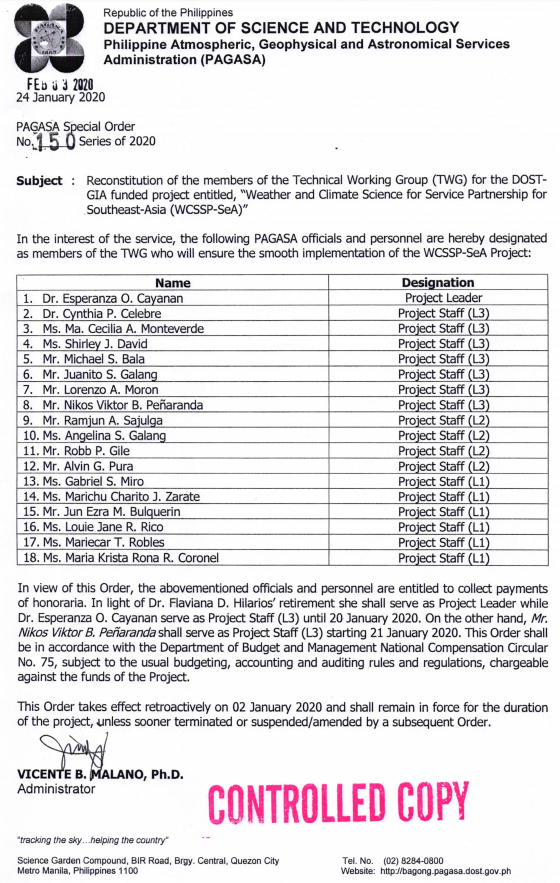 Republic of the Philippines
DEPARTMENT OF SCIENCE AND TECHNOLOGY
Philippine Atmospheric, Geophysical and Astronomical Services
Administration (PAGASA)
FEB 03 2020
24 January 2020
PAGASA Special Order
No. 150 Series of 2020
Subject : Reconstitution of the members of the Technical Working Group (TWG) for the DOST-
GIA funded project entitled, “Weather and Climate Science for Service Partnership for
Southeast-Asia (WCSSP-SeA)”
In the interest of the service, the following PAGASA officials and personnel are hereby designated
as members of the TWG who will ensure the smooth implementation of the WCSSP-SeA Project:
Name Designation
1. Dr. Esperanza O. Cayanan Project Leader
2. Dr. Cynthia P. Celebre Project Staff (L3)
3. Ms. Ma. Cecilia A. Monteverde Project Staff (L3)
4. Ms. Shirley J. David Project Staff (L3)
5. Mr. Michael S. Bala Project Staff (L3)
6. Mr. Juanito S. Galang Project Staff (L3)
7. Mr. Lorenzo A. Moron Project Staff (L3)
8. Mr. Nikos Viktor B. Peñaranda Project Staff (L3)
9. Mr. Ramjun A. Sajulga Project Staff (L2)
10. Ms. Angelina S. Galang Project Staff (L2)
11. Mr. Robb P. Gile Project Staff (L2)
12. Mr. Alvin G. Pura Project Staff (L2)
13. Ms. Gabriel S. Miro Project Staff (L1)
14. Ms. Marichu Charito J. Zarate Project Staff (L1)
15. Mr. Jun Ezra M. Bulquerin Project Staff (L1)
16. Ms. Louie Jane R. Rico Project Staff (L1)
17. Ms. Mariecar T. Robles Project Staff (L1)
18. Ms. Maria Krista Rona R. Coronel Project Staff (L1)
In view of this Order, the abovementioned officials and personnel are entitled to collect payments
of honoraria. In light of Dr. Flaviana D. Hilarios’ retirement she shall serve as Project Leader while
Dr. Esperanza O. Cayanan serve as Project Staff (L3) until 20 January 2020. On the other hand, Mr.
Nikos Viktor B. Peñaranda shall serve as Project Staff (L3) starting 21 January 2020. This Order shall
be in accordance with the Department of Budget and Management National Compensation Circular
No. 75, subject to the usual budgeting, accounting and auditing rules and regulations, chargeable
against the funds of the Project.
This Order takes effect retroactively on 02 January 2020 and shall remain in force for the duration
of the project, unless sooner terminated or suspended/amended by a subsequent Order.
VICENTE B. MALANO, Ph.D.
Administrator
CONTROLLED COPY
"tracking the sky...helping the country"
Science Garden Compound, BIR Road, Brgy. Central, Quezon City
Metro Manila, Philippines 1100
Tel. No. (02) 8284-0800
Website: http://bagong.pagasa.dost.gov.ph